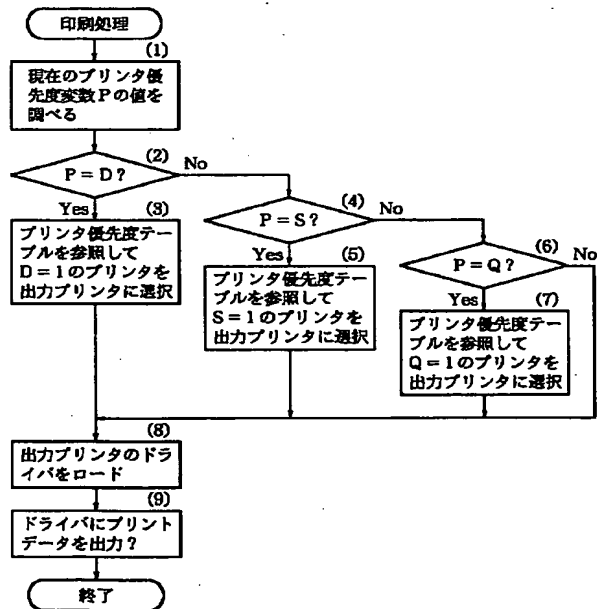 印刷処理
(1)
現在のプリンタ優
先度変数Pの値を
調べる
(2)
P=D?
No
Yes
(3)
プリンタ優先度テー
ブルを参照して
D=1のプリンタを
出力プリンタに選択
(4)
P=S?
No
Yes
(5)
プリンタ優先度テー
ブルを参照して
S=1のプリンタを
出力プリンタに選択
(6)
P=Q?
No
Yes
(7)
プリンタ優先度テー
ブルを参照して
Q=1のプリンタを
出力プリンタに選択
(8)
出力プリンタのドラ
イバをロード
(9)
ドライバにプリント
データを出力?
終了